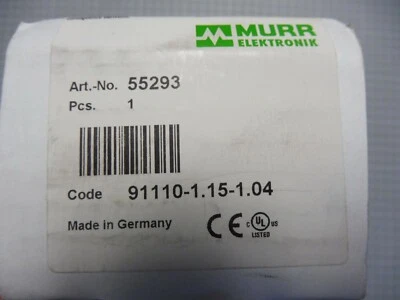 MURR
ELEKTRONIK
Art.-No. 55293
Pcs. 1
Code 91110-1.15-1.04
Made in Germany CE c UL us
LISTED